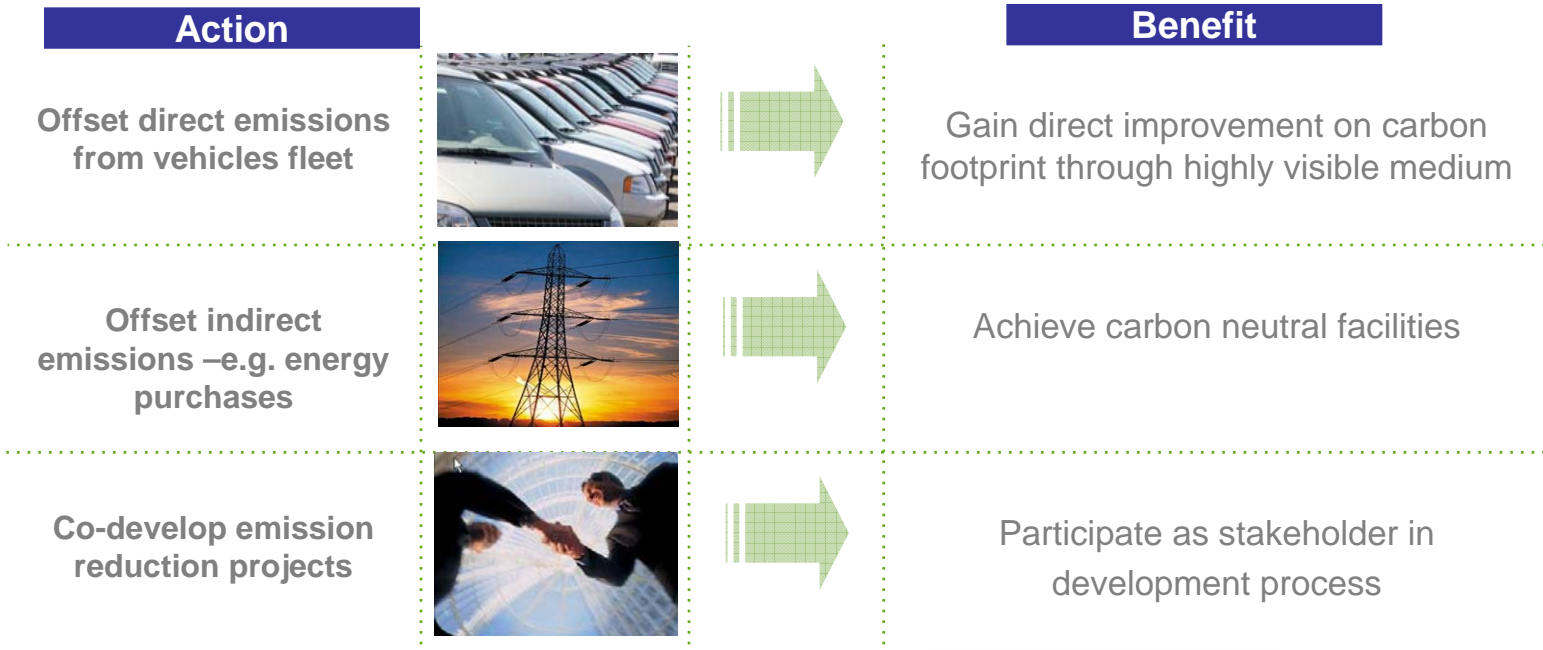 Action
Benefit
Offset direct emissions
from vehicles fleet
Gain direct improvement on carbon
footprint through highly visible medium
Offset indirect
emissions –e.g. energy
purchases
Achieve carbon neutral facilities
Co-develop emission
reduction projects
Participate as stakeholder in
development process